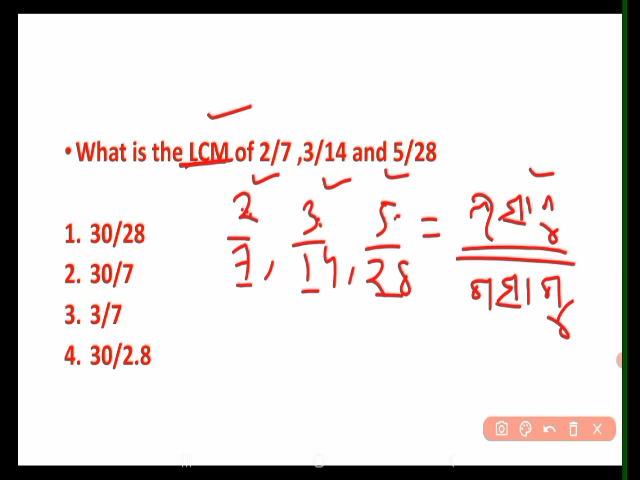 • What is the LCM of 2/7 ,3/14 and 5/28
1. 30/28
2. 30/7
3. 3/7
4. 30/2.8
2/7, 3/14, 5/28 =